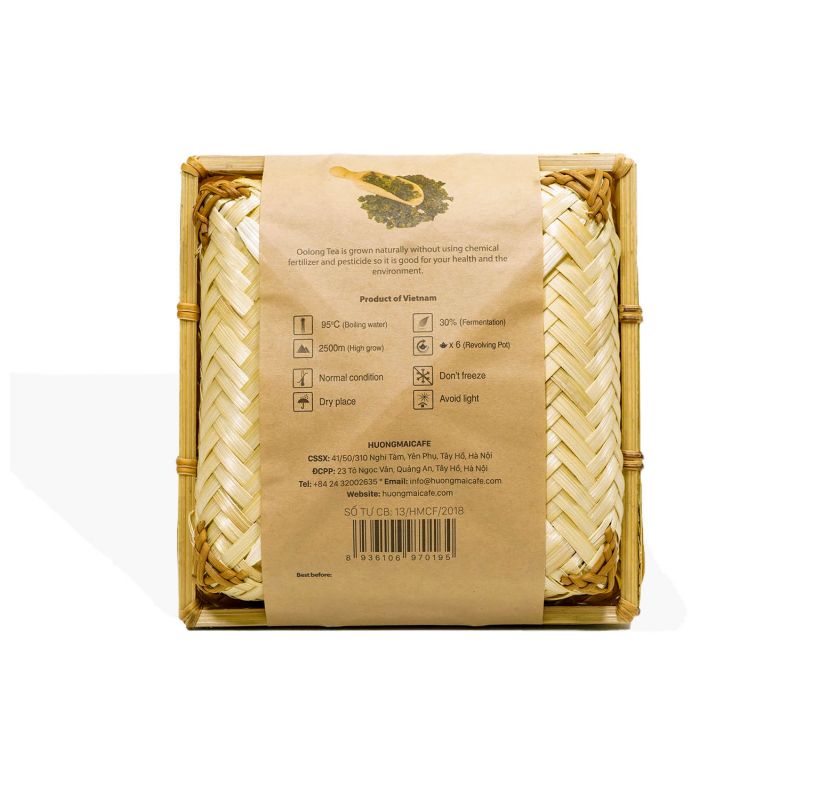 Oolong Tea is grown naturally without using chemical
fertilizer and pesticide so it is good for your health and the
environment.
Product of Vietnam
95°C (Boiling water)
30% (Fermentation)
2500m (High grow)
x 6 (Revolving Pot)
Normal condition
Don't freeze
Dry place
Avoid light
HUONGMAICAFE
CSSX: 41/50/310 Nghi Tàm, Yên Phụ, Tây Hồ, Hà Nội
ĐCPP: 23 Tô Ngọc Vân, Quảng An, Tây Hồ, Hà Nội
Tel: +84 24 32002635 * Email: info@huongmaicafe.com
Website: huongmaicafe.com
SỐ TỰ CB: 13/HMCF/2018
8 936106 970195
Best before: